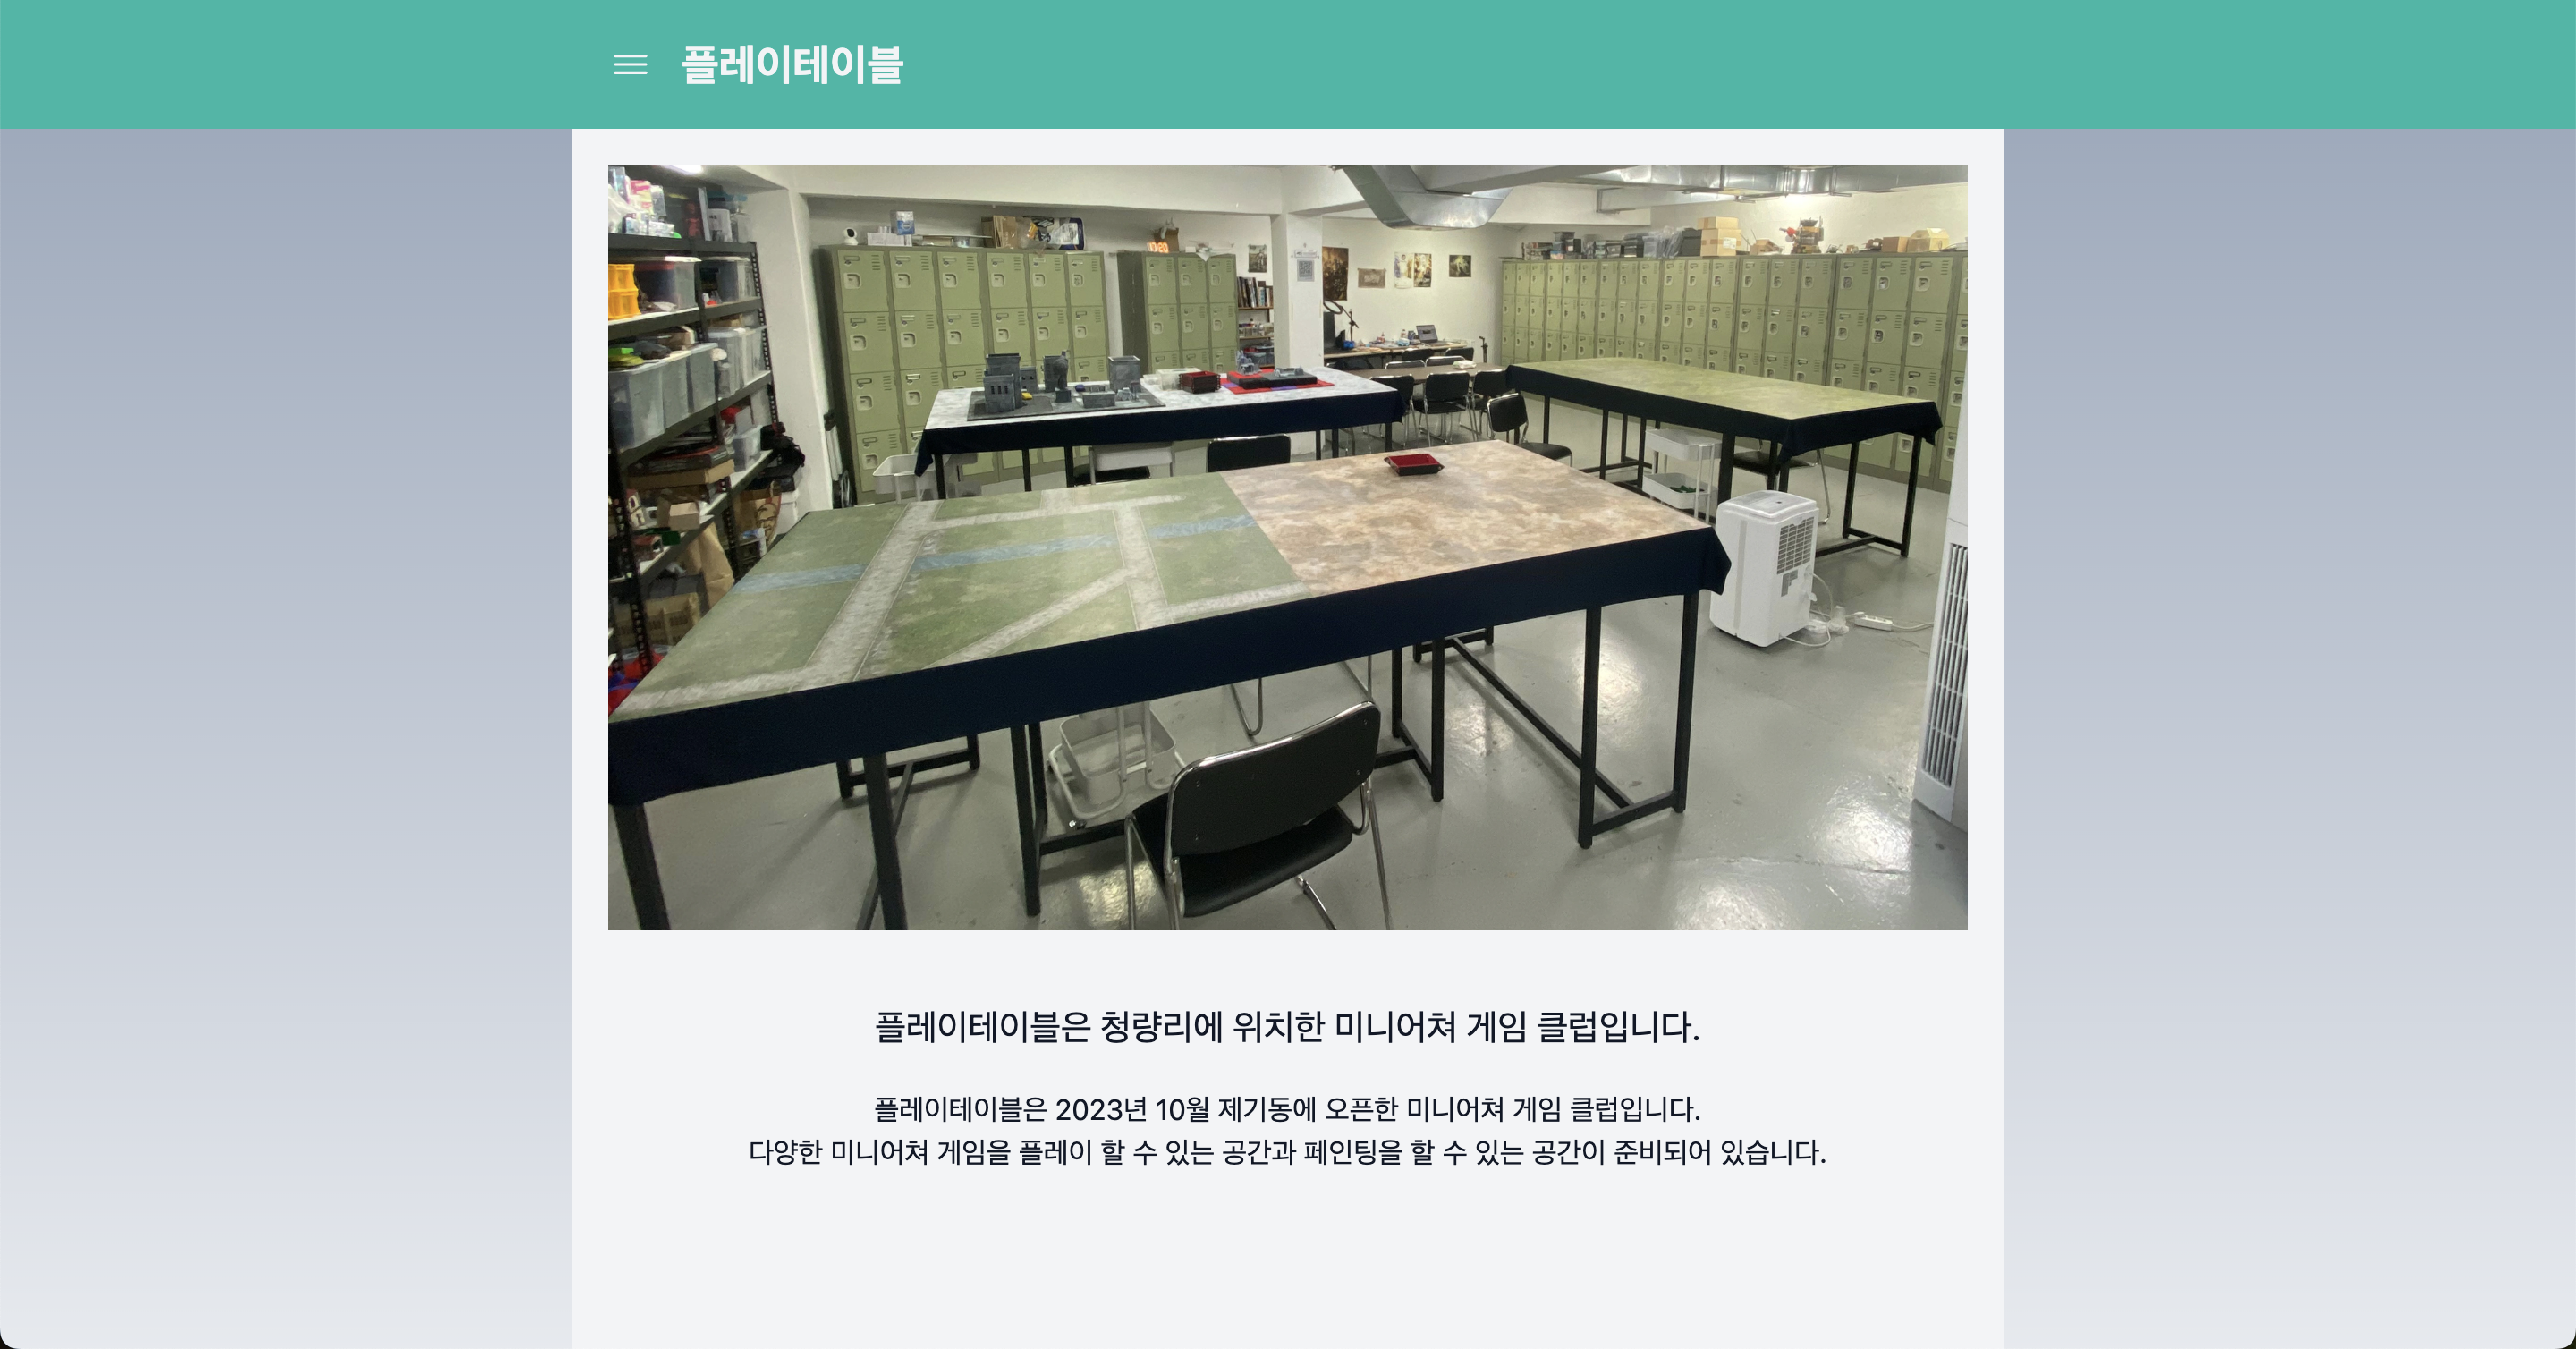 플레이테이블
플레이테이블은 청량리에 위치한 미니어쳐 게임 클럽입니다.
플레이테이블은 2023년 10월 제기동에 오픈한 미니어쳐 게임 클럽입니다.
다양한 미니어쳐 게임을 플레이 할 수 있는 공간과 페인팅을 할 수 있는 공간이 준비되어 있습니다.